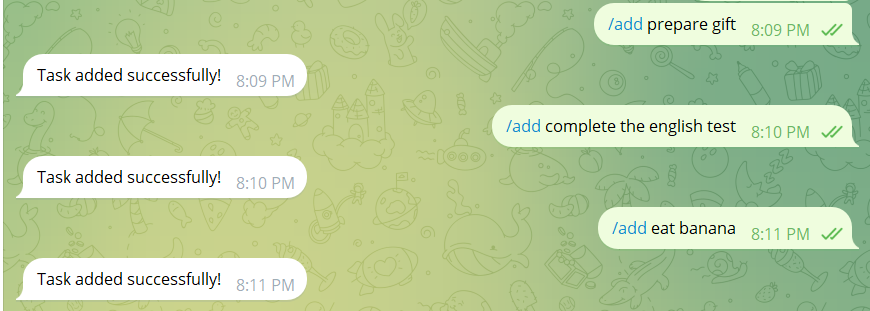 /add prepare gift 8:09 PM
Task added successfully! 8:09 PM
/add complete the english test 8:10 PM
Task added successfully! 8:10 PM
/add eat banana 8:11 PM
Task added successfully! 8:11 PM